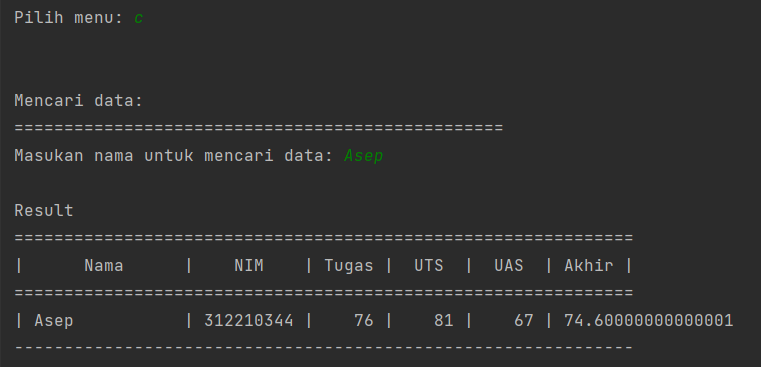 Pilih menu: c
Mencari data:
=================================================
Masukan nama untuk mencari data: Asep
Result
==============================================================
|      Nama      |    NIM    | Tugas |  UTS  |  UAS  | Akhir |
==============================================================
| Asep           | 312210344 |    76 |    81 |    67 | 74.60000000000001
--------------------------------------------------------------